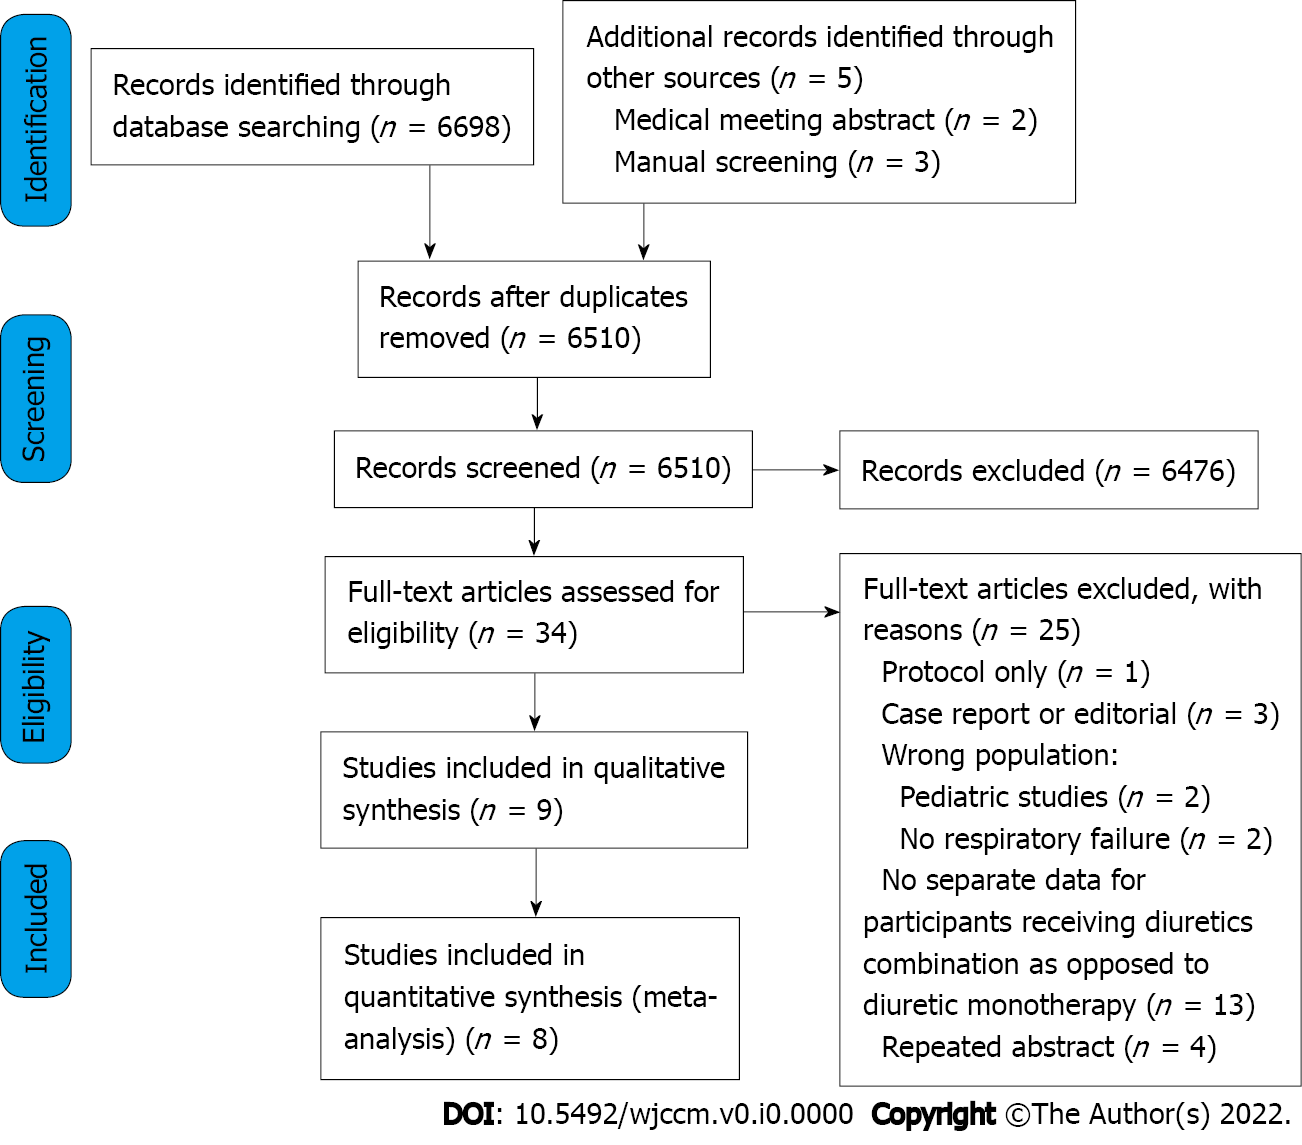 Identification
Records identified through
database searching (n = 6698)
Additional records identified through
other sources (n = 5)
Medical meeting abstract (n = 2)
Manual screening (n = 3)
Records after duplicates
removed (n = 6510)
Screening
Records screened (n = 6510)
Records excluded (n = 6476)
Eligibility
Full-text articles assessed for
eligibility (n = 34)
Full-text articles excluded, with
reasons (n = 25)
Protocol only (n = 1)
Case report or editorial (n = 3)
Wrong population:
Pediatric studies (n = 2)
No respiratory failure (n = 2)
No separate data for
participants receiving diuretics
combination as opposed to
diuretic monotherapy (n = 13)
Repeated abstract (n = 4)
Studies included in qualitative
synthesis (n = 9)
Included
Studies included in
quantitative synthesis (meta-
analysis) (n = 8)
DOI: 10.5492/wjccm.v0.i0.0000 Copyright ©The Author(s) 2022.